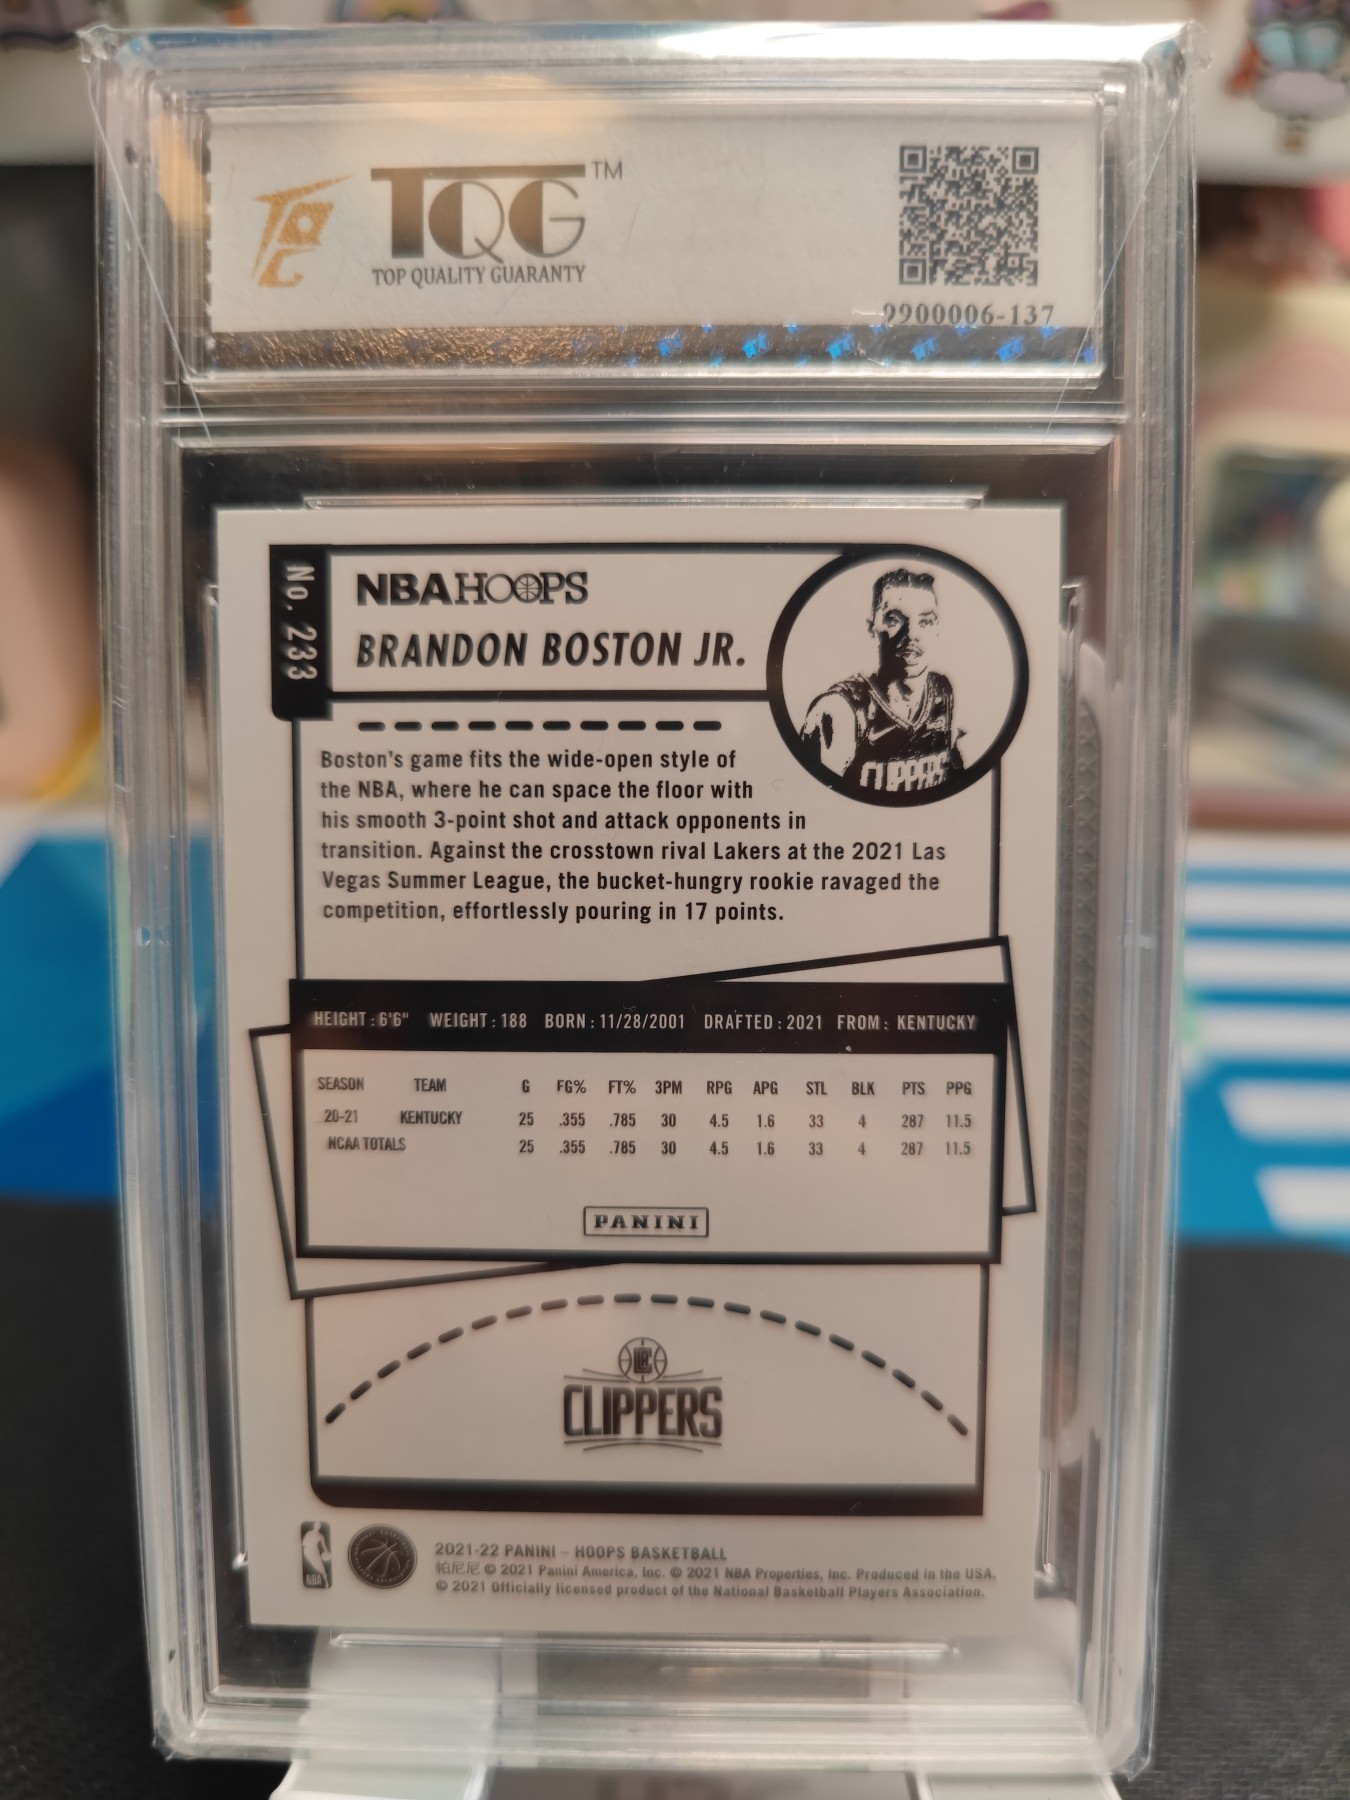 TQG™
TOP QUALITY GUARANTY
9900006-137
No. 233
NBA HOOPS
BRANDON BOSTON JR.
CLIPPERS
Boston's game fits the wide-open style of
the NBA, where he can space the floor with
his smooth 3-point shot and attack opponents in
transition. Against the crosstown rival Lakers at the 2021 Las
Vegas Summer League, the bucket-hungry rookie ravaged the
competition, effortlessly pouring in 17 points.
HEIGHT: 6'6" WEIGHT: 188 BORN: 11/28/2001 DRAFTED: 2021 FROM: KENTUCKY
SEASON TEAM G FG% FT% 3PM RPG APG STL BLK PTS PPG
20-21 KENTUCKY 25 .355 .785 30 4.5 1.6 33 4 287 11.5
NCAA TOTALS 25 .355 .785 30 4.5 1.6 33 4 287 11.5
PANINI
CLIPPERS
NBA
2021-22 PANINI – HOOPS BASKETBALL
帕尼尼 © 2021 Panini America, Inc. © 2021 NBA Properties, Inc. Produced in the USA.
© 2021 Officially licensed product of the National Basketball Players Association.